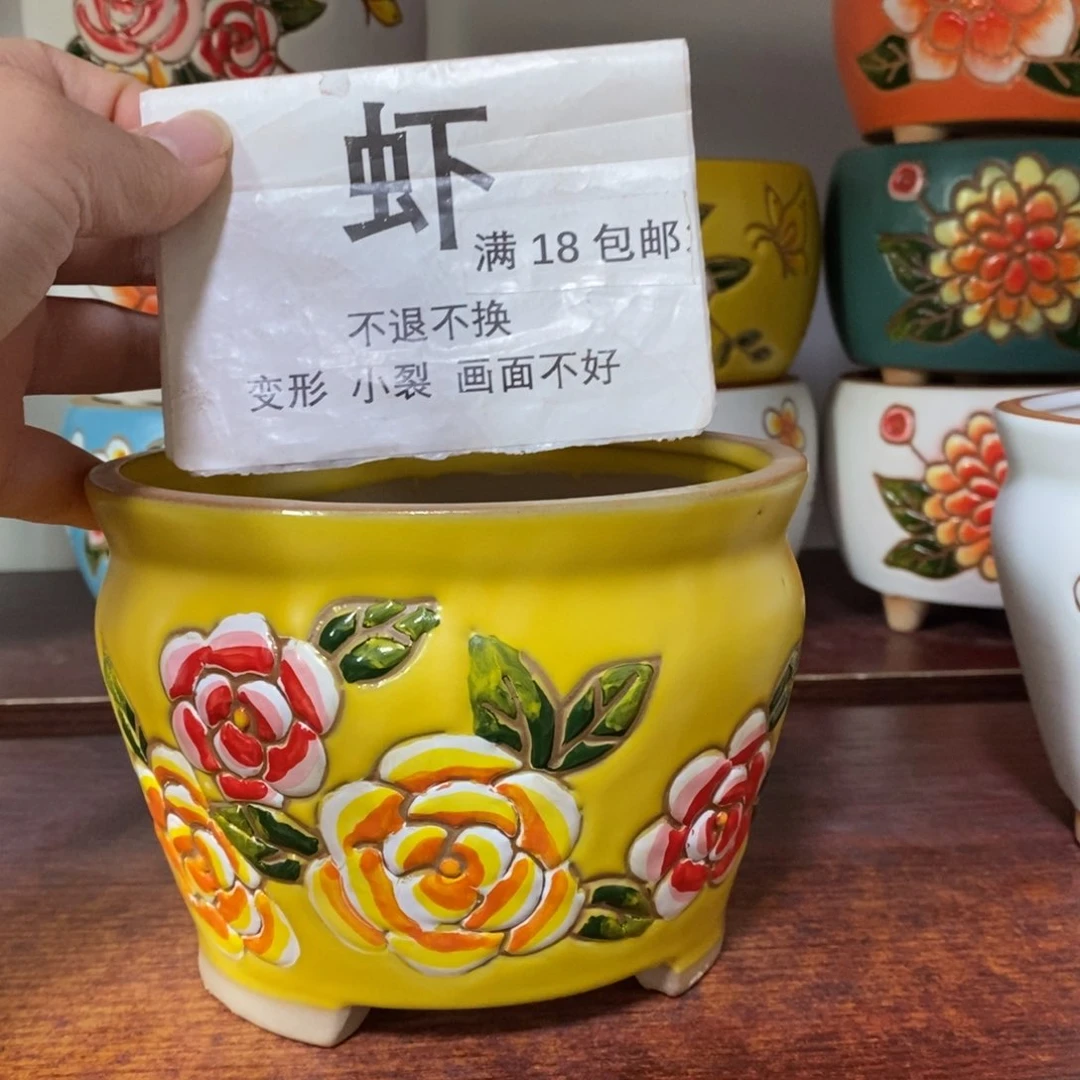 虾
满 18 包邮
不退不换
变形 小裂 画面不好